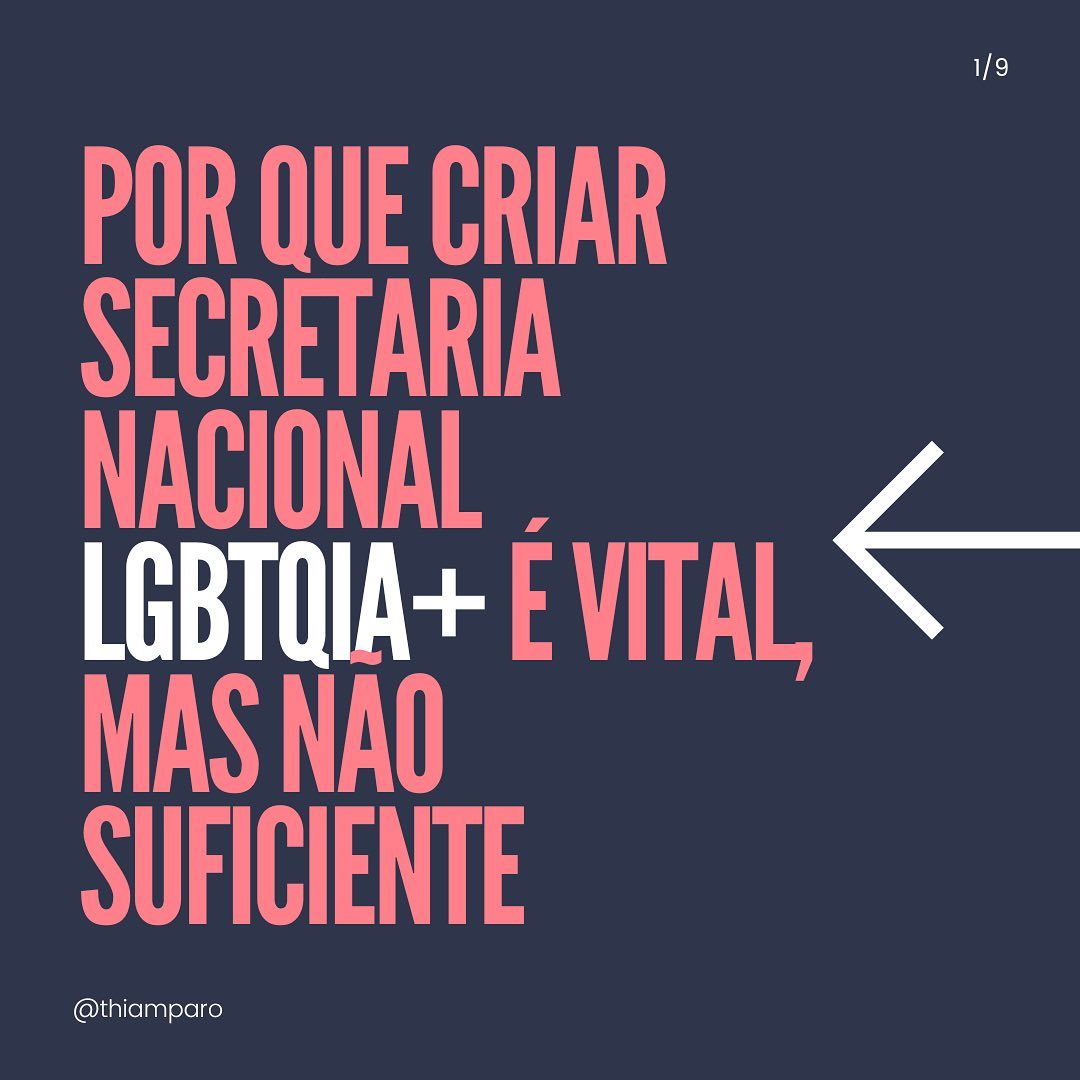 1/9
POR QUE CRIAR
SECRETARIA
NACIONAL
LGBTQIA+ É VITAL,
MAS NÃO
SUFICIENTE
@thiamparo